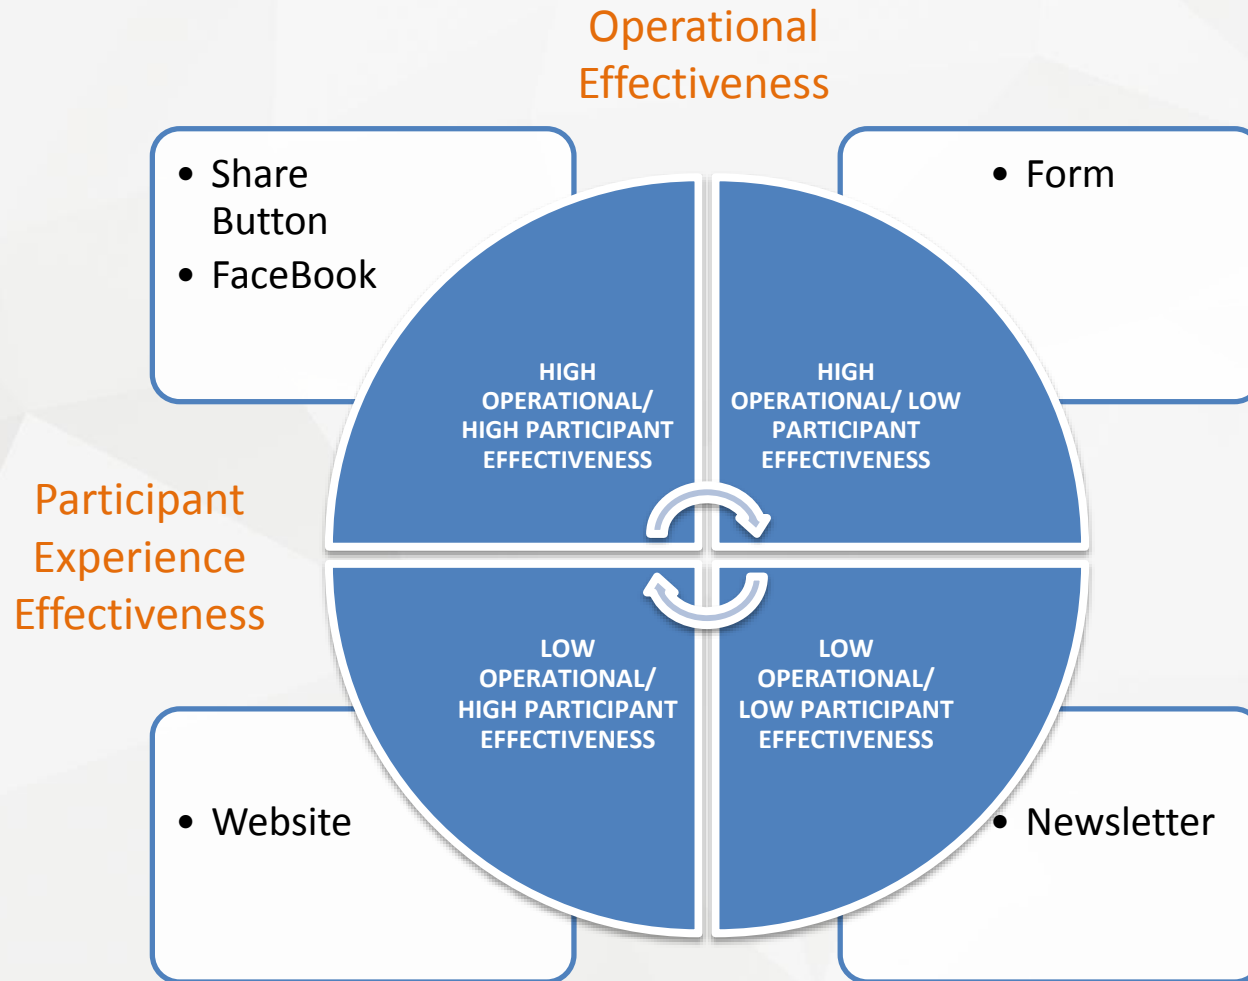 Operational
Effectiveness
• Share
Button
• FaceBook
• Form
HIGH
OPERATIONAL/
HIGH PARTICIPANT
EFFECTIVENESS
HIGH
OPERATIONAL/ LOW
PARTICIPANT
EFFECTIVENESS
Participant
Experience
Effectiveness
LOW
OPERATIONAL/
HIGH PARTICIPANT
EFFECTIVENESS
LOW
OPERATIONAL/
LOW PARTICIPANT
EFFECTIVENESS
• Website
• Newsletter